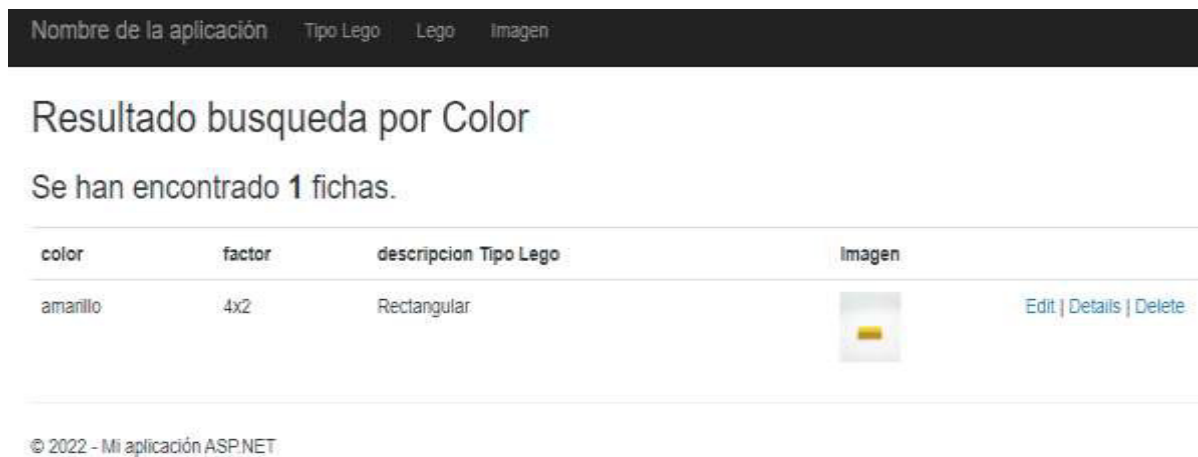 Nombre de la aplicación Tipo Lego Lego Imagen
Resultado busqueda por Color
Se han encontrado 1 fichas.
color factor descripcion Tipo Lego Imagen
amarillo 4x2 Rectangular Edit | Details | Delete
© 2022 - Mi aplicación ASP.NET